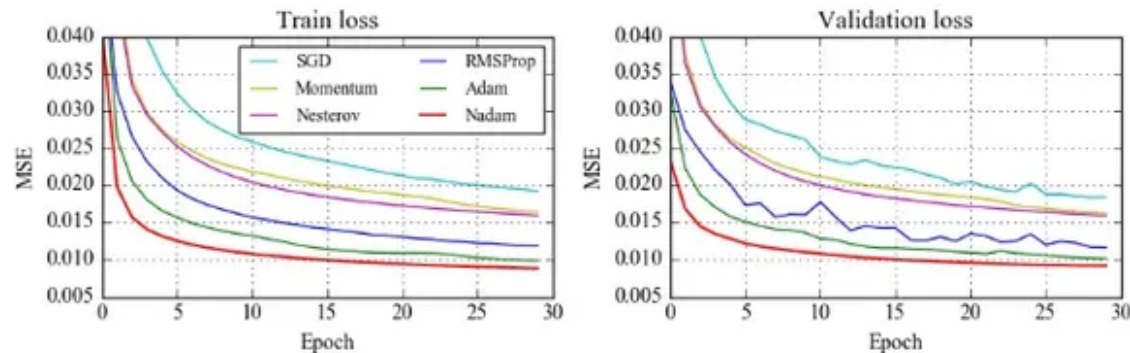 Train loss
0.040
0.035
0.030
0.025
0.020
0.015
0.010
0.005
MSE
SGD
Momentum
Nesterov
RMSProp
Adam
Nadam
0 5 10 15 20 25 30
Epoch
Validation loss
0.040
0.035
0.030
0.025
0.020
0.015
0.010
0.005
MSE
0 5 10 15 20 25 30
Epoch